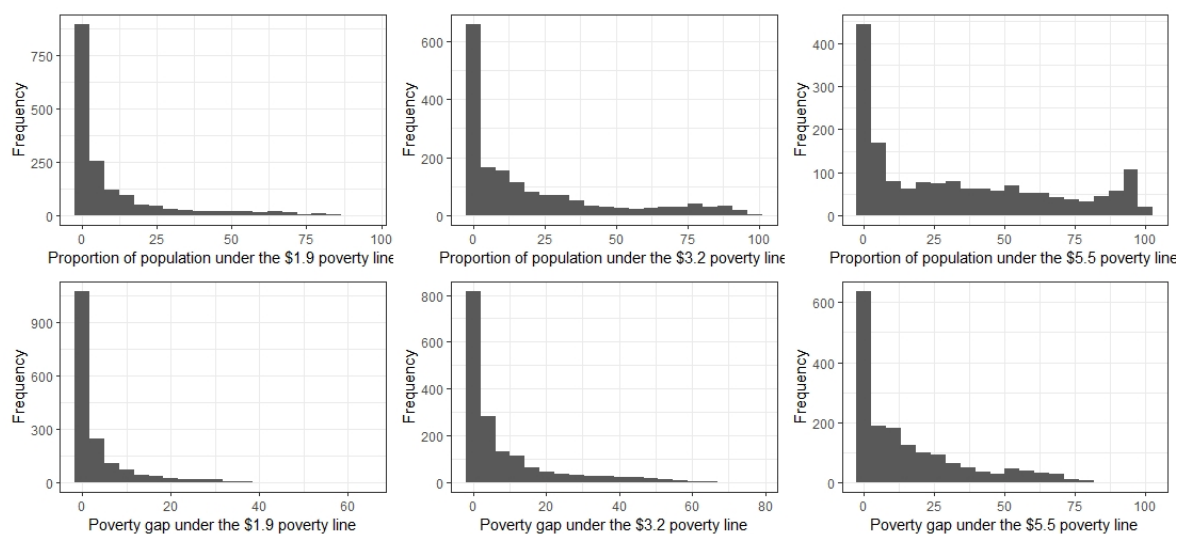 Frequency
750
500
250
0
0 25 50 75 100
Proportion of population under the $1.9 poverty line
Frequency
600
400
200
0
0 25 50 75 100
Proportion of population under the $3.2 poverty line
Frequency
400
300
200
100
0
0 25 50 75 100
Proportion of population under the $5.5 poverty line
Frequency
900
600
300
0
0 20 40 60
Poverty gap under the $1.9 poverty line
Frequency
800
600
400
200
0
0 20 40 60 80
Poverty gap under the $3.2 poverty line
Frequency
600
400
200
0
0 25 50 75 100
Poverty gap under the $5.5 poverty line